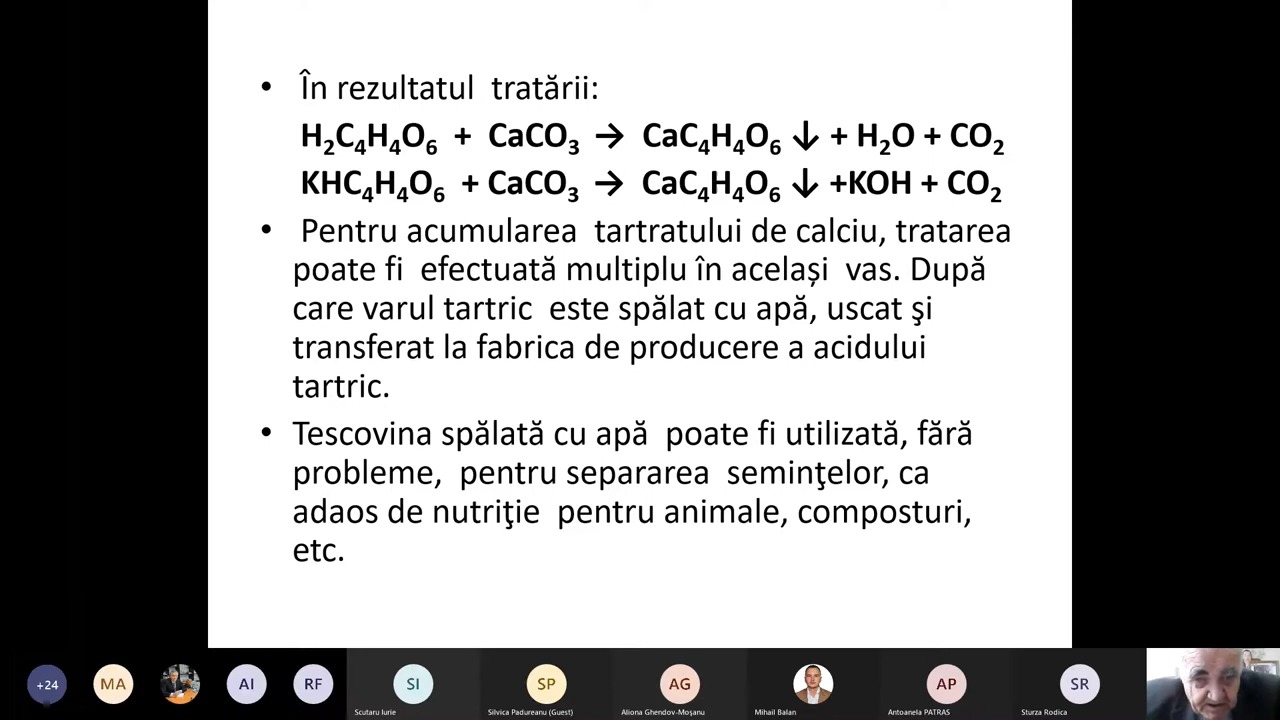 • În rezultatul tratării:
H₂C₄H₄O₆ + CaCO₃ → CaC₄H₄O₆ ↓ + H₂O + CO₂
KHC₄H₄O₆ + CaCO₃ → CaC₄H₄O₆ ↓ +KOH + CO₂
• Pentru acumularea tartratului de calciu, tratarea
poate fi efectuată multiplu în același vas. După
care varul tartric este spălat cu apă, uscat şi
transferat la fabrica de producere a acidului
tartric.
• Tescovina spălată cu apă poate fi utilizată, fără
probleme, pentru separarea seminţelor, ca
adaos de nutriţie pentru animale, composturi,
etc.
+24 MA AI RF SI SP AG AP SR
Scutaru Iurie Silvica Padureanu (Guest) Aliona Ghendov-Moşanu Mihail Balan Antoanela PATRAS Sturza Rodica